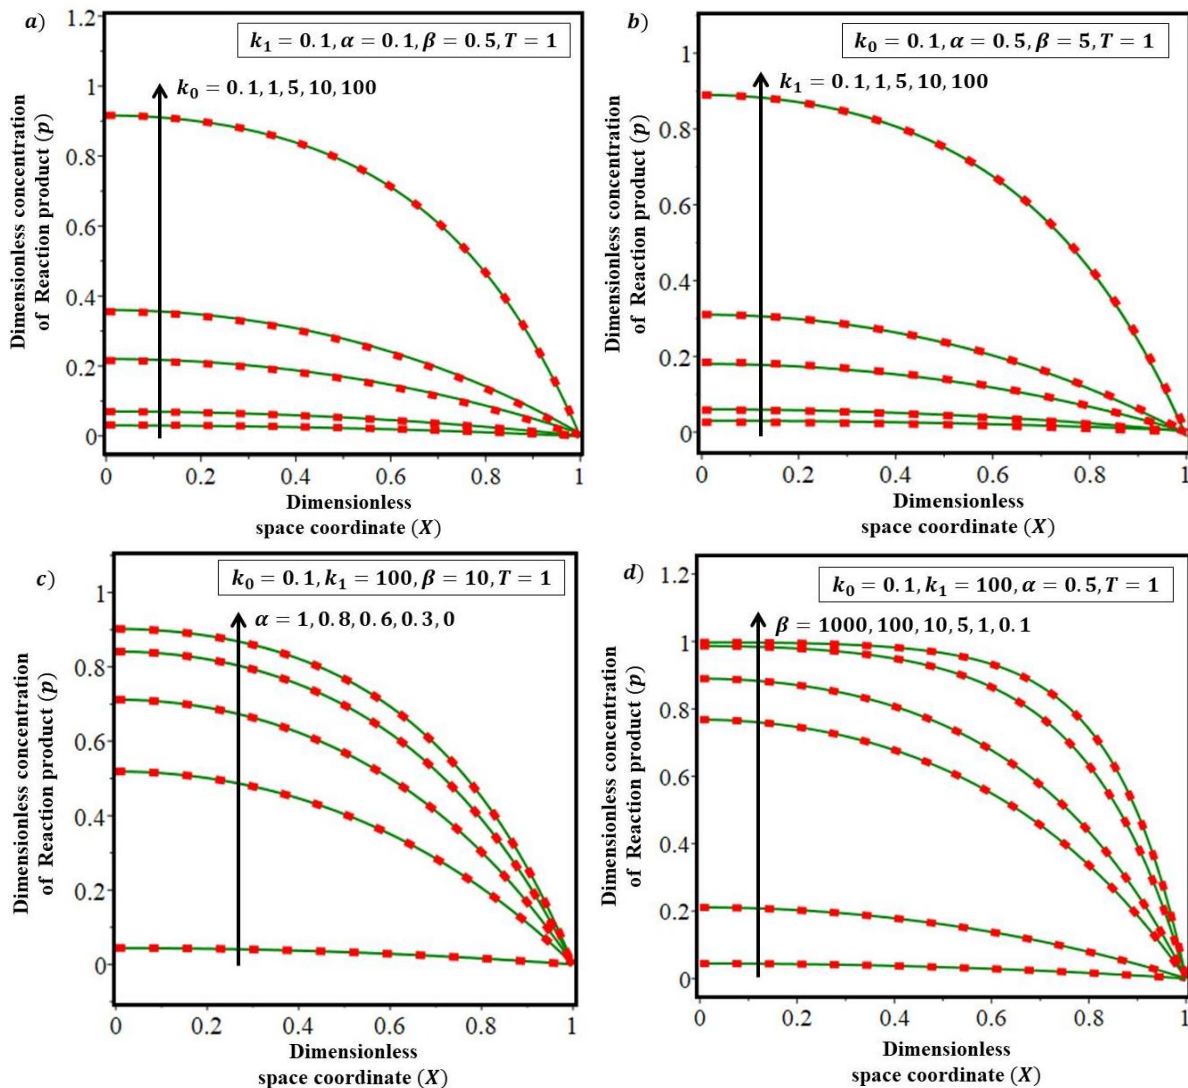 a)
k₁ = 0.1, α = 0.1, β = 0.5, T = 1
k₀ = 0.1, 1, 5, 10, 100
Dimensionless concentration
of Reaction product (p)
1.2
1
0.8
0.6
0.4
0.2
0
0 0.2 0.4 0.6 0.8 1
Dimensionless
space coordinate (X)
b)
k₀ = 0.1, α = 0.5, β = 5, T = 1
k₁ = 0.1, 1, 5, 10, 100
Dimensionless concentration
of Reaction product (p)
1
0.8
0.6
0.4
0.2
0
0 0.2 0.4 0.6 0.8 1
Dimensionless
space coordinate (X)
c)
k₀ = 0.1, k₁ = 100, β = 10, T = 1
α = 1, 0.8, 0.6, 0.3, 0
Dimensionless concentration
of Reaction product (p)
1
0.8
0.6
0.4
0.2
0
0 0.2 0.4 0.6 0.8 1
Dimensionless
space coordinate (X)
d)
k₀ = 0.1, k₁ = 100, α = 0.5, T = 1
β = 1000, 100, 10, 5, 1, 0.1
Dimensionless concentration
of Reaction product (p)
1.2
1
0.8
0.6
0.4
0.2
0
0 0.2 0.4 0.6 0.8 1
Dimensionless
space coordinate (X)